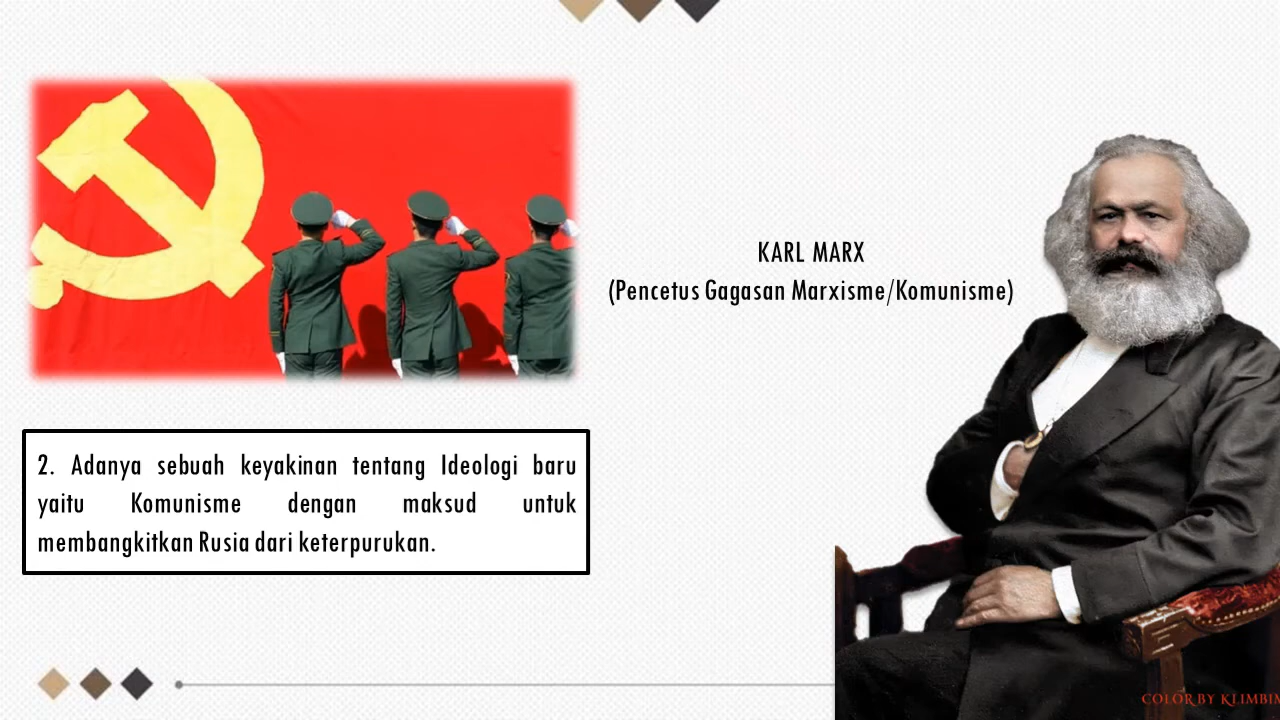 KARL MARX
(Pencetus Gagasan Marxisme/Komunisme)
2. Adanya sebuah keyakinan tentang Ideologi baru
yaitu Komunisme dengan maksud untuk
membangkitkan Rusia dari keterpurukan.
COLOR BY KLIMBIM